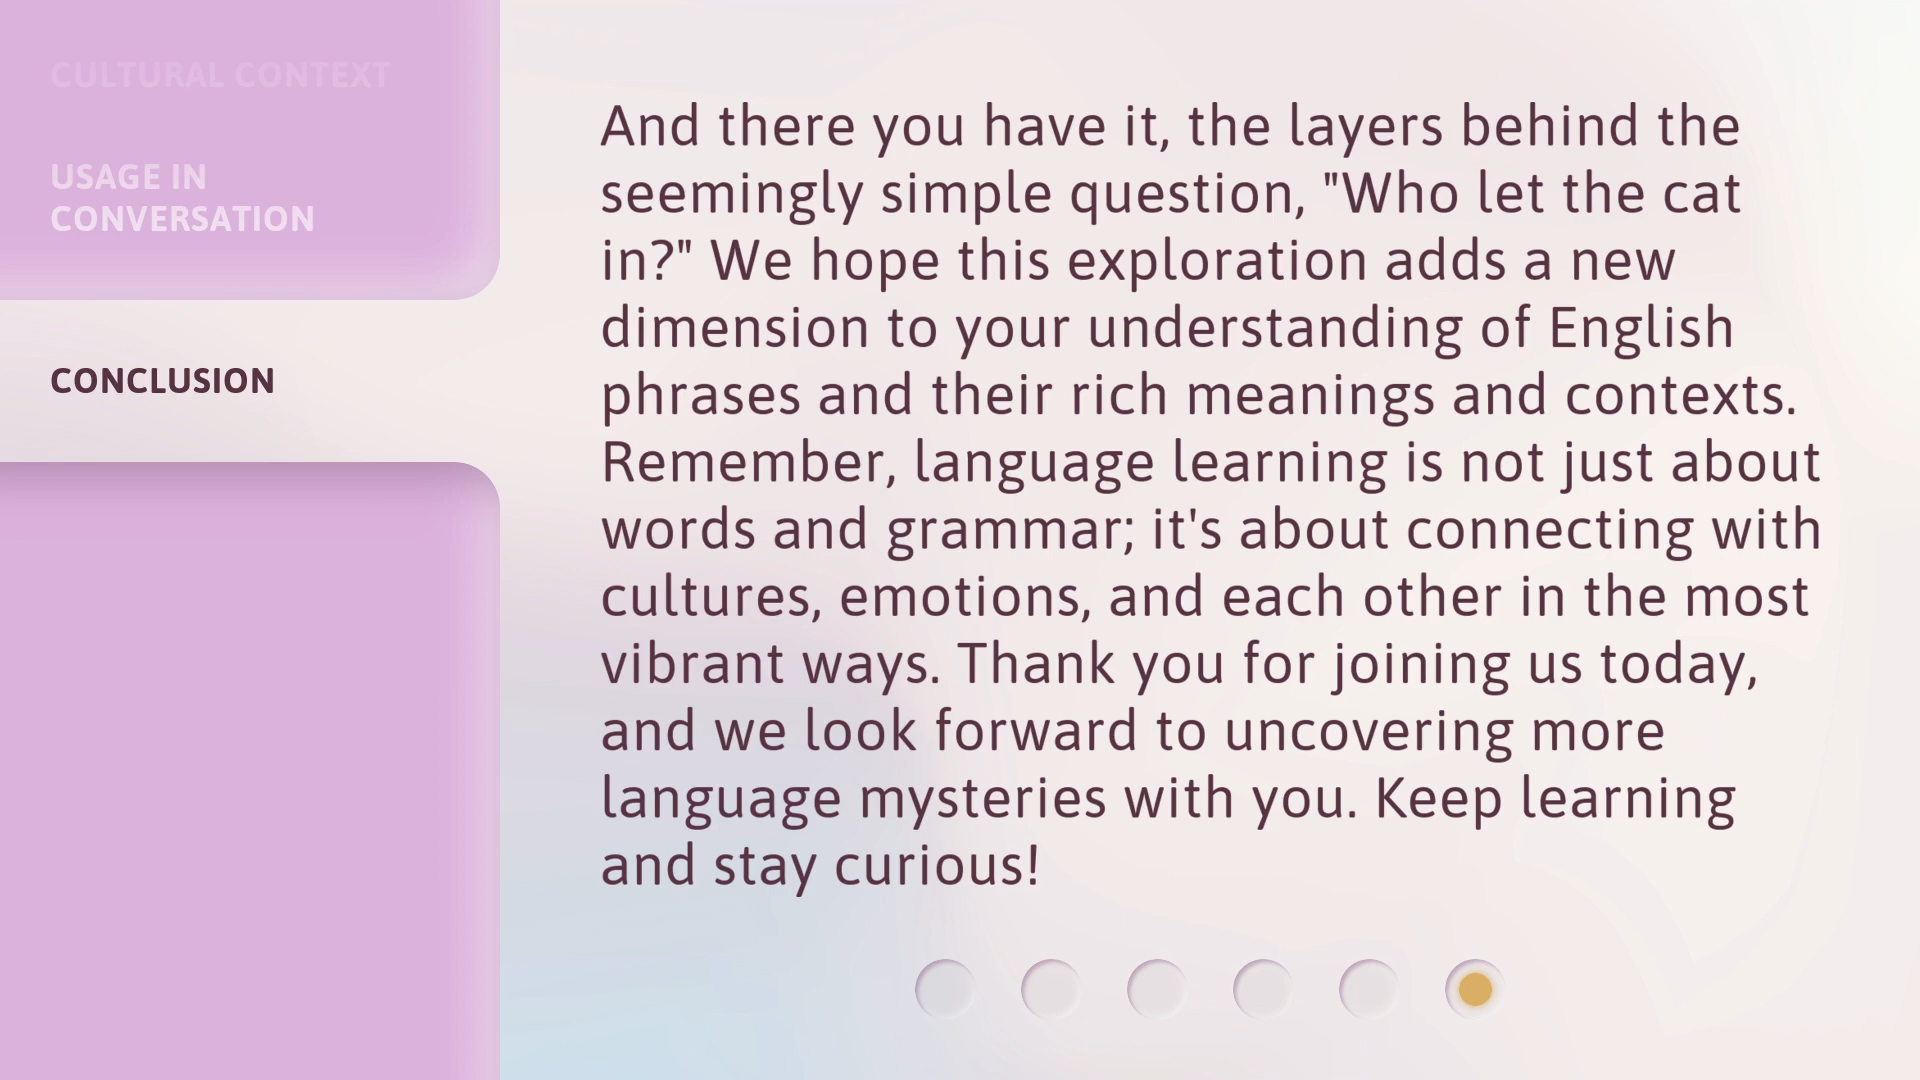 CULTURAL CONTEXT
USAGE IN
CONVERSATION
CONCLUSION
And there you have it, the layers behind the
seemingly simple question, "Who let the cat
in?" We hope this exploration adds a new
dimension to your understanding of English
phrases and their rich meanings and contexts.
Remember, language learning is not just about
words and grammar; it's about connecting with
cultures, emotions, and each other in the most
vibrant ways. Thank you for joining us today,
and we look forward to uncovering more
language mysteries with you. Keep learning
and stay curious!